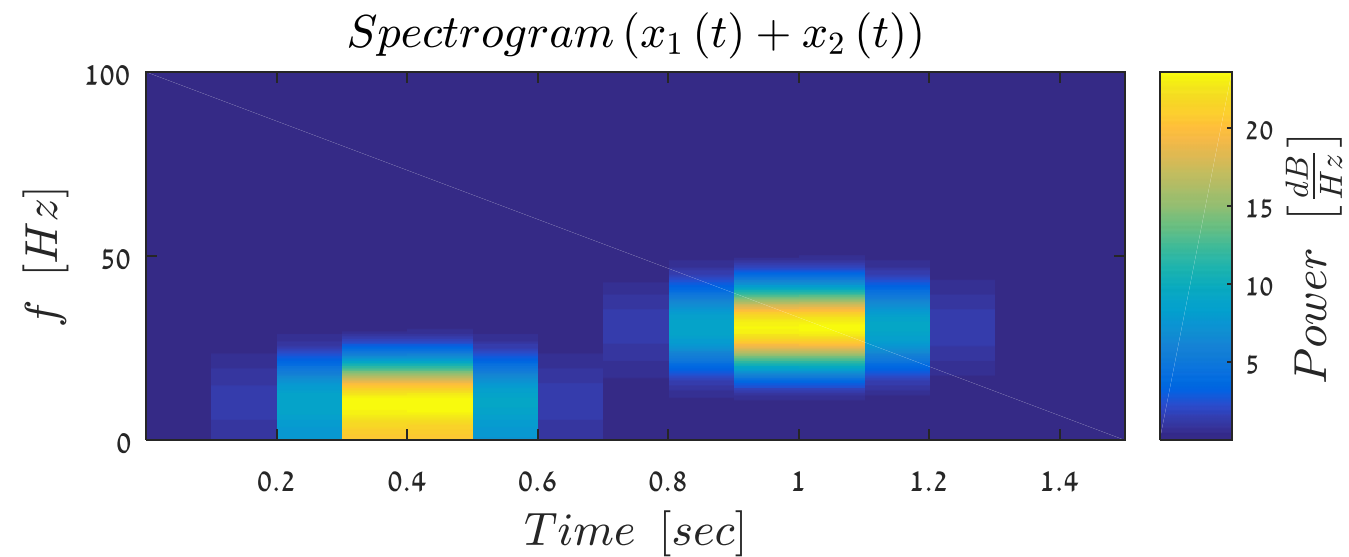 Spectrogram (x₁ (t) + x₂ (t))
100
50
0
f [Hz]
0.2 0.4 0.6 0.8 1 1.2 1.4
Time [sec]
20
15
10
5
Power [dB/Hz]